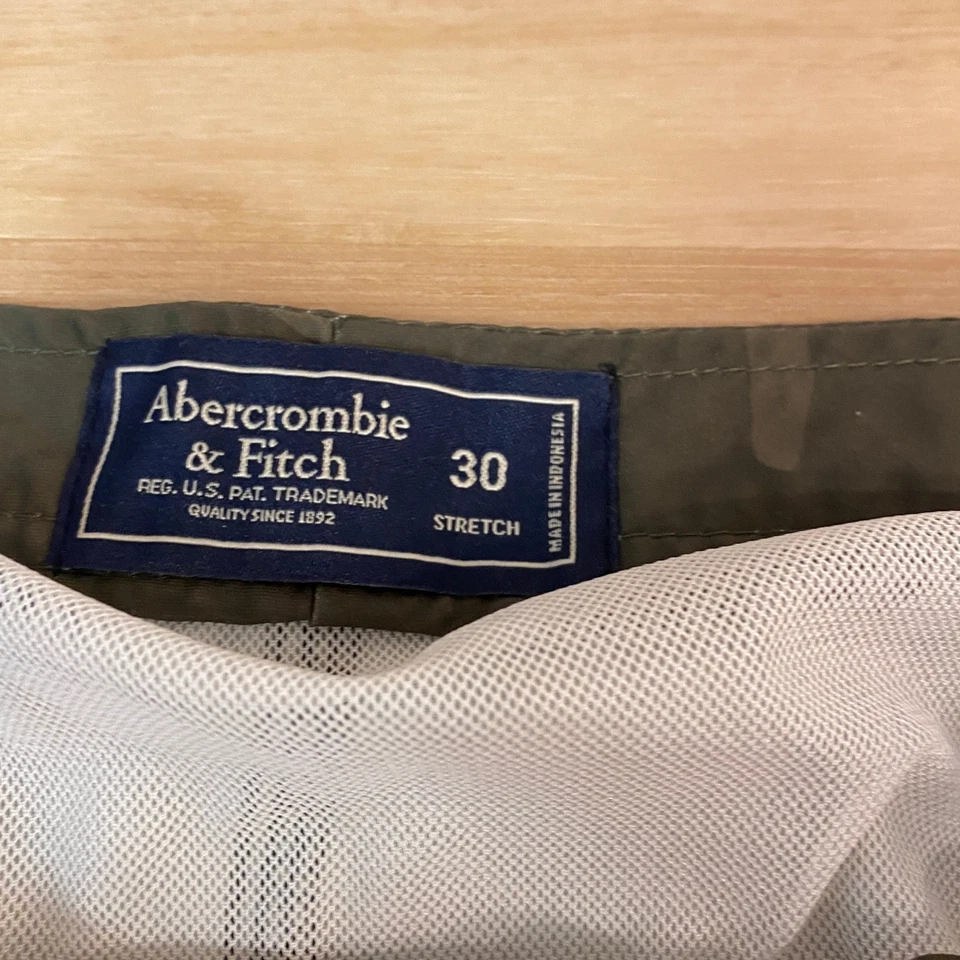 Abercrombie
& Fitch
REG. U.S. PAT. TRADEMARK
QUALITY SINCE 1892
30
STRETCH
MADE IN INDONESIA